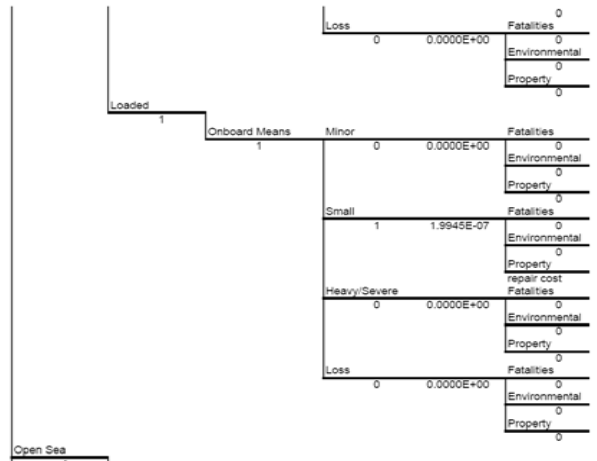 0
Loss Fatalities
0 0.0000E+00 0
Environmental
0
Property
0
Loaded
1
Onboard Means Minor Fatalities
1 0 0.0000E+00 0
Environmental
0
Property
0
Small Fatalities
1 1.9945E-07 0
Environmental
0
Property
repair cost
Heavy/Severe Fatalities
0 0.0000E+00 0
Environmental
0
Property
0
Loss Fatalities
0 0.0000E+00 0
Environmental
0
Property
0
Open Sea